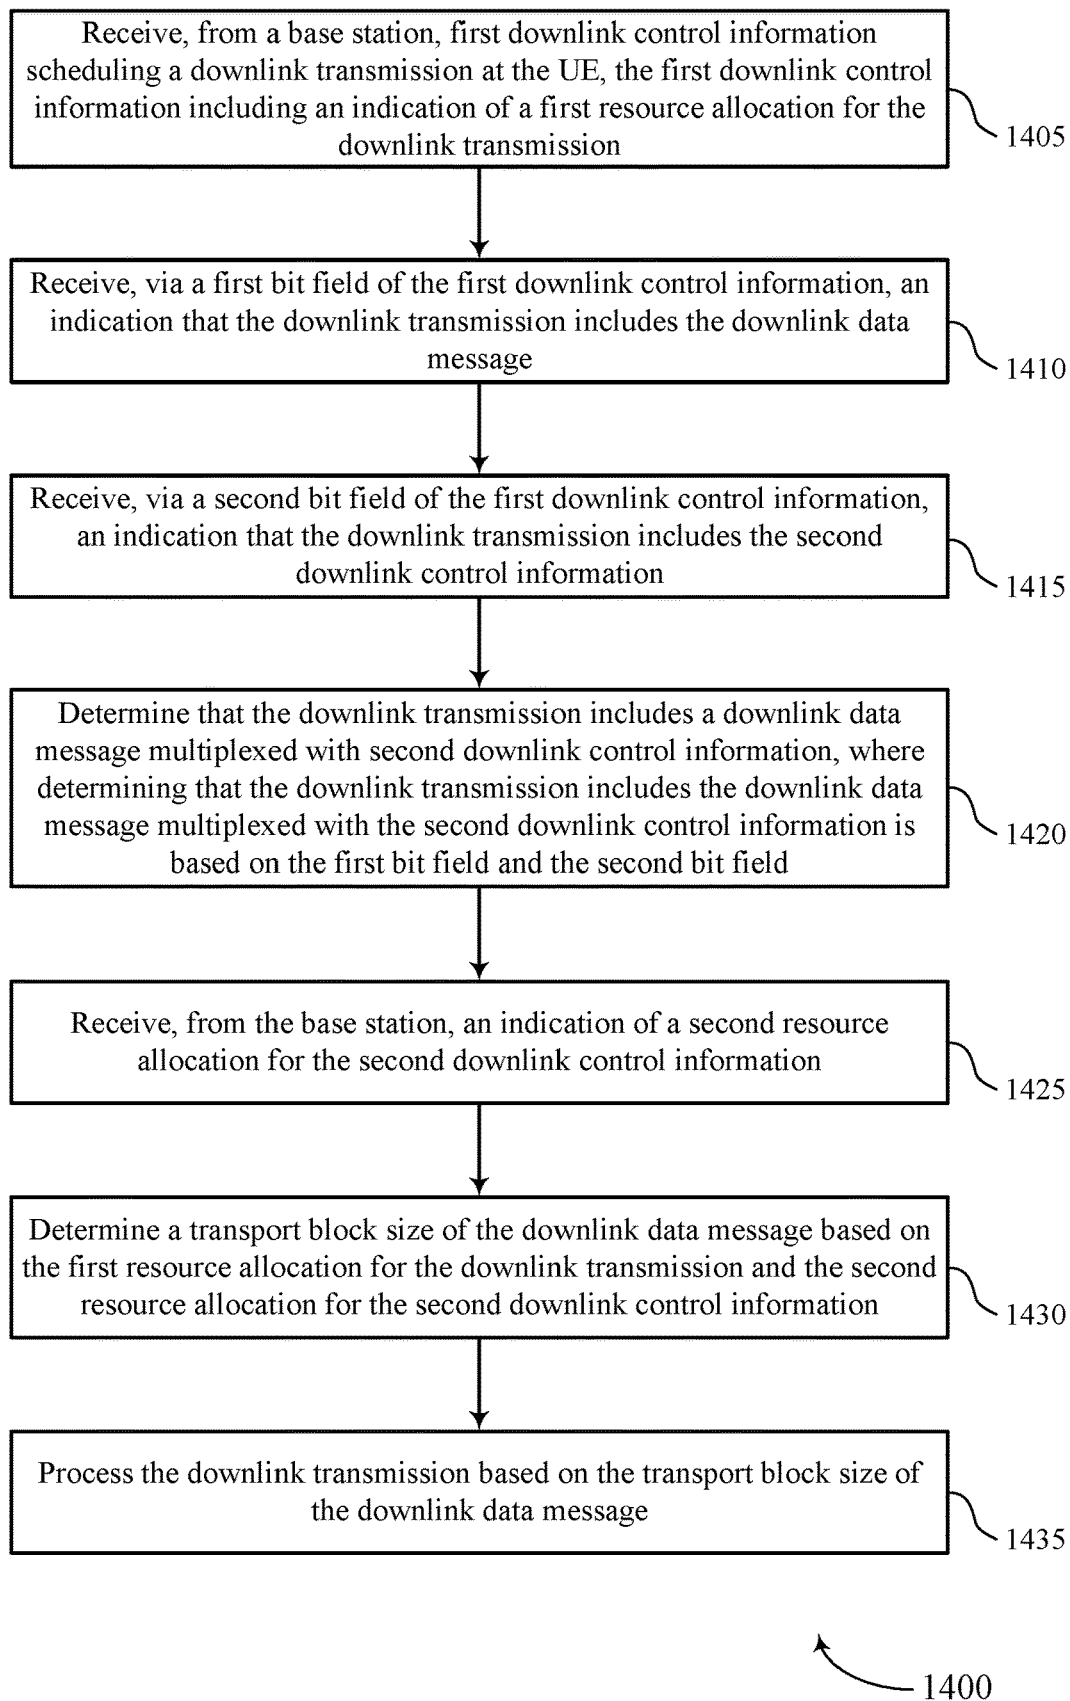 Receive, from a base station, first downlink control information
scheduling a downlink transmission at the UE, the first downlink control
information including an indication of a first resource allocation for the
downlink transmission
1405
Receive, via a first bit field of the first downlink control information, an
indication that the downlink transmission includes the downlink data
message
1410
Receive, via a second bit field of the first downlink control information,
an indication that the downlink transmission includes the second
downlink control information
1415
Determine that the downlink transmission includes a downlink data
message multiplexed with second downlink control information, where
determining that the downlink transmission includes the downlink data
message multiplexed with the second downlink control information is
based on the first bit field and the second bit field
1420
Receive, from the base station, an indication of a second resource
allocation for the second downlink control information
1425
Determine a transport block size of the downlink data message based on
the first resource allocation for the downlink transmission and the second
resource allocation for the second downlink control information
1430
Process the downlink transmission based on the transport block size of
the downlink data message
1435
1400